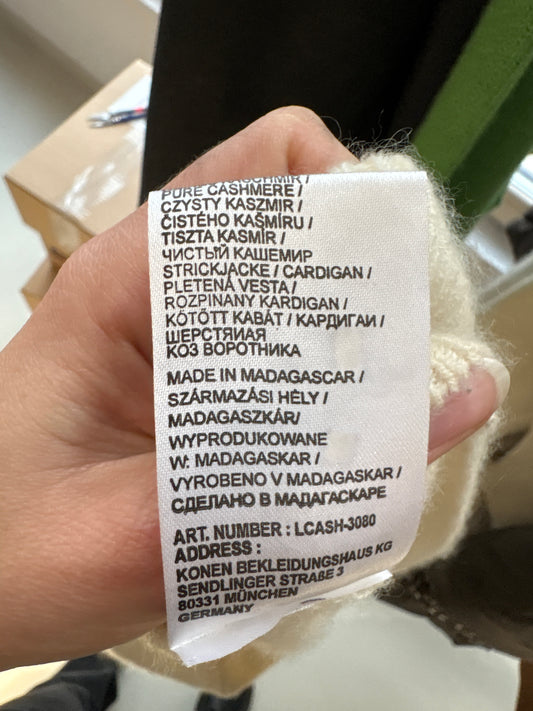 PURE CASHMERE /
CZYSTY KASZMIR /
ČISTÉHO KAŠMÍRU /
TISZTA KASMÍR /
ЧИСТЫЙ КАШЕМИР
STRICKJACKE / CARDIGAN /
PLETENÁ VESTA /
ROZPINANY KARDIGAN /
KÖTÖTT KABÁT / КАРДИГАИ /
ШЕРСТЯИАЯ
КОЗ ВОРОТНИКА
MADE IN MADAGASCAR /
SZÁRMAZÁSI HELY /
MADAGASZKÁR/
WYPRODUKOWANE
W: MADAGASKAR /
VYROBENO V MADAGASKAR /
СДЕЛАНО В МАДАГАСКАРЕ
ART. NUMBER : LCASH-3080
ADDRESS :
KONEN BEKLEIDUNGSHAUS KG
SENDLINGER STRAßE 3
80331 MÜNCHEN
GERMANY